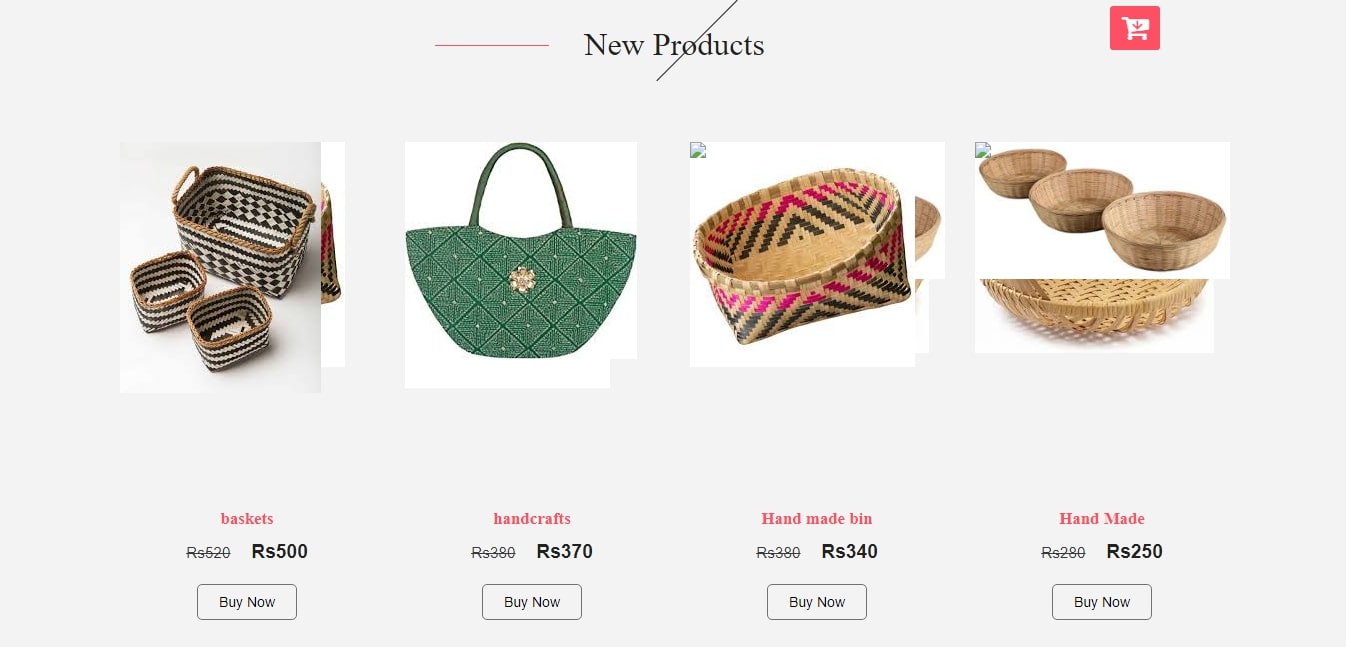 New Products
baskets
Rs520 Rs500
Buy Now
handcrafts
Rs380 Rs370
Buy Now
Hand made bin
Rs380 Rs340
Buy Now
Hand Made
Rs280 Rs250
Buy Now